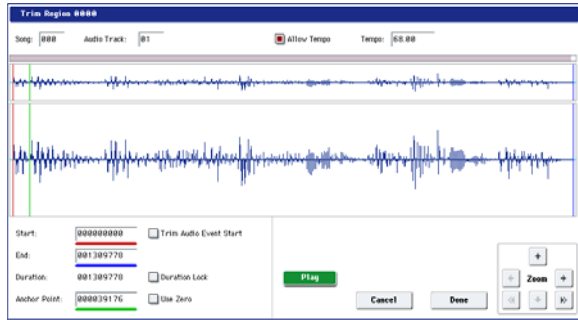 Trim Region 0000
Song: 000 Audio Track: 01 Allow Tempo Tempo: 68.00
Start: 000000000 Trim Audio Event Start
End: 001309770
Duration: 001309770 Duration Lock
Play
Anchor Point: 000039176 Use Zero
Cancel Done
Zoom